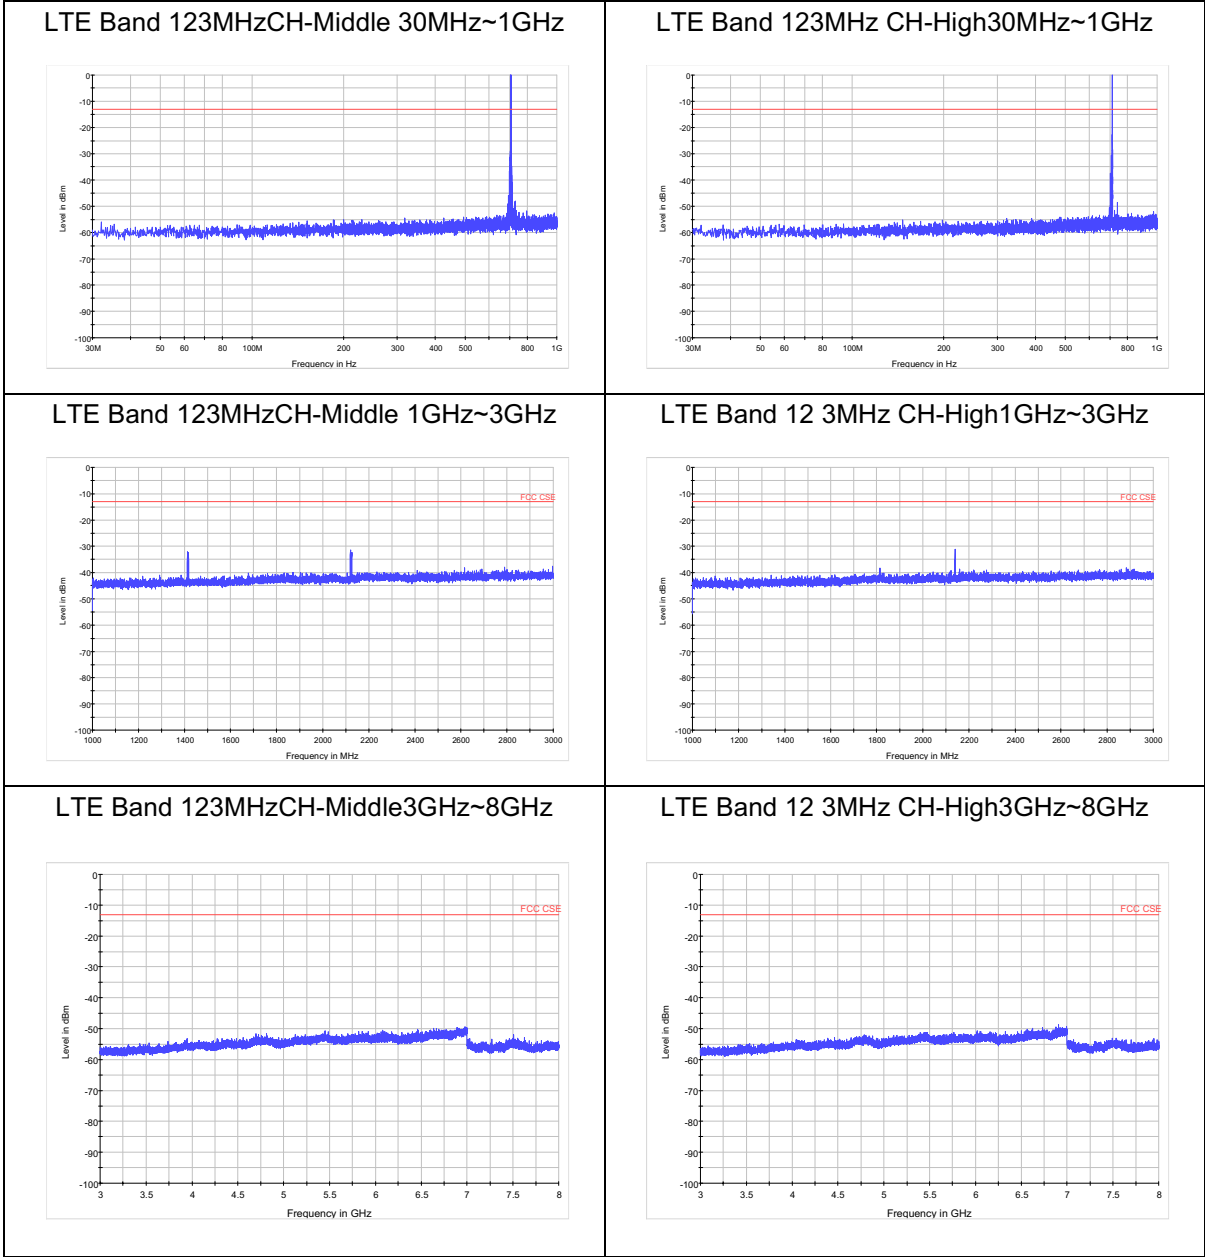 LTE Band 123MHzCH-Middle 30MHz~1GHz
LTE Band 123MHz CH-High30MHz~1GHz
0
-10
-20
-30
-40
-50
-60
-70
-80
-90
-100
Level in dBm
30M 50 60 80 100M 200 300 400 500 800 1G
Frequency in Hz
0
-10
-20
-30
-40
-50
-60
-70
-80
-90
-100
Level in dBm
30M 50 60 80 100M 200 300 400 500 800 1G
Frequency in Hz
LTE Band 123MHzCH-Middle 1GHz~3GHz
LTE Band 12 3MHz CH-High1GHz~3GHz
0
-10
-20
-30
-40
-50
-60
-70
-80
-90
-100
Level in dBm
FCC CSE
1000 1200 1400 1600 1800 2000 2200 2400 2600 2800 3000
Frequency in MHz
0
-10
-20
-30
-40
-50
-60
-70
-80
-90
-100
Level in dBm
FCC CSE
1000 1200 1400 1600 1800 2000 2200 2400 2600 2800 3000
Frequency in MHz
LTE Band 123MHzCH-Middle3GHz~8GHz
LTE Band 12 3MHz CH-High3GHz~8GHz
0
-10
-20
-30
-40
-50
-60
-70
-80
-90
-100
Level in dBm
FCC CSE
3 3.5 4 4.5 5 5.5 6 6.5 7 7.5 8
Frequency in GHz
0
-10
-20
-30
-40
-50
-60
-70
-80
-90
-100
Level in dBm
FCC CSE
3 3.5 4 4.5 5 5.5 6 6.5 7 7.5 8
Frequency in GHz